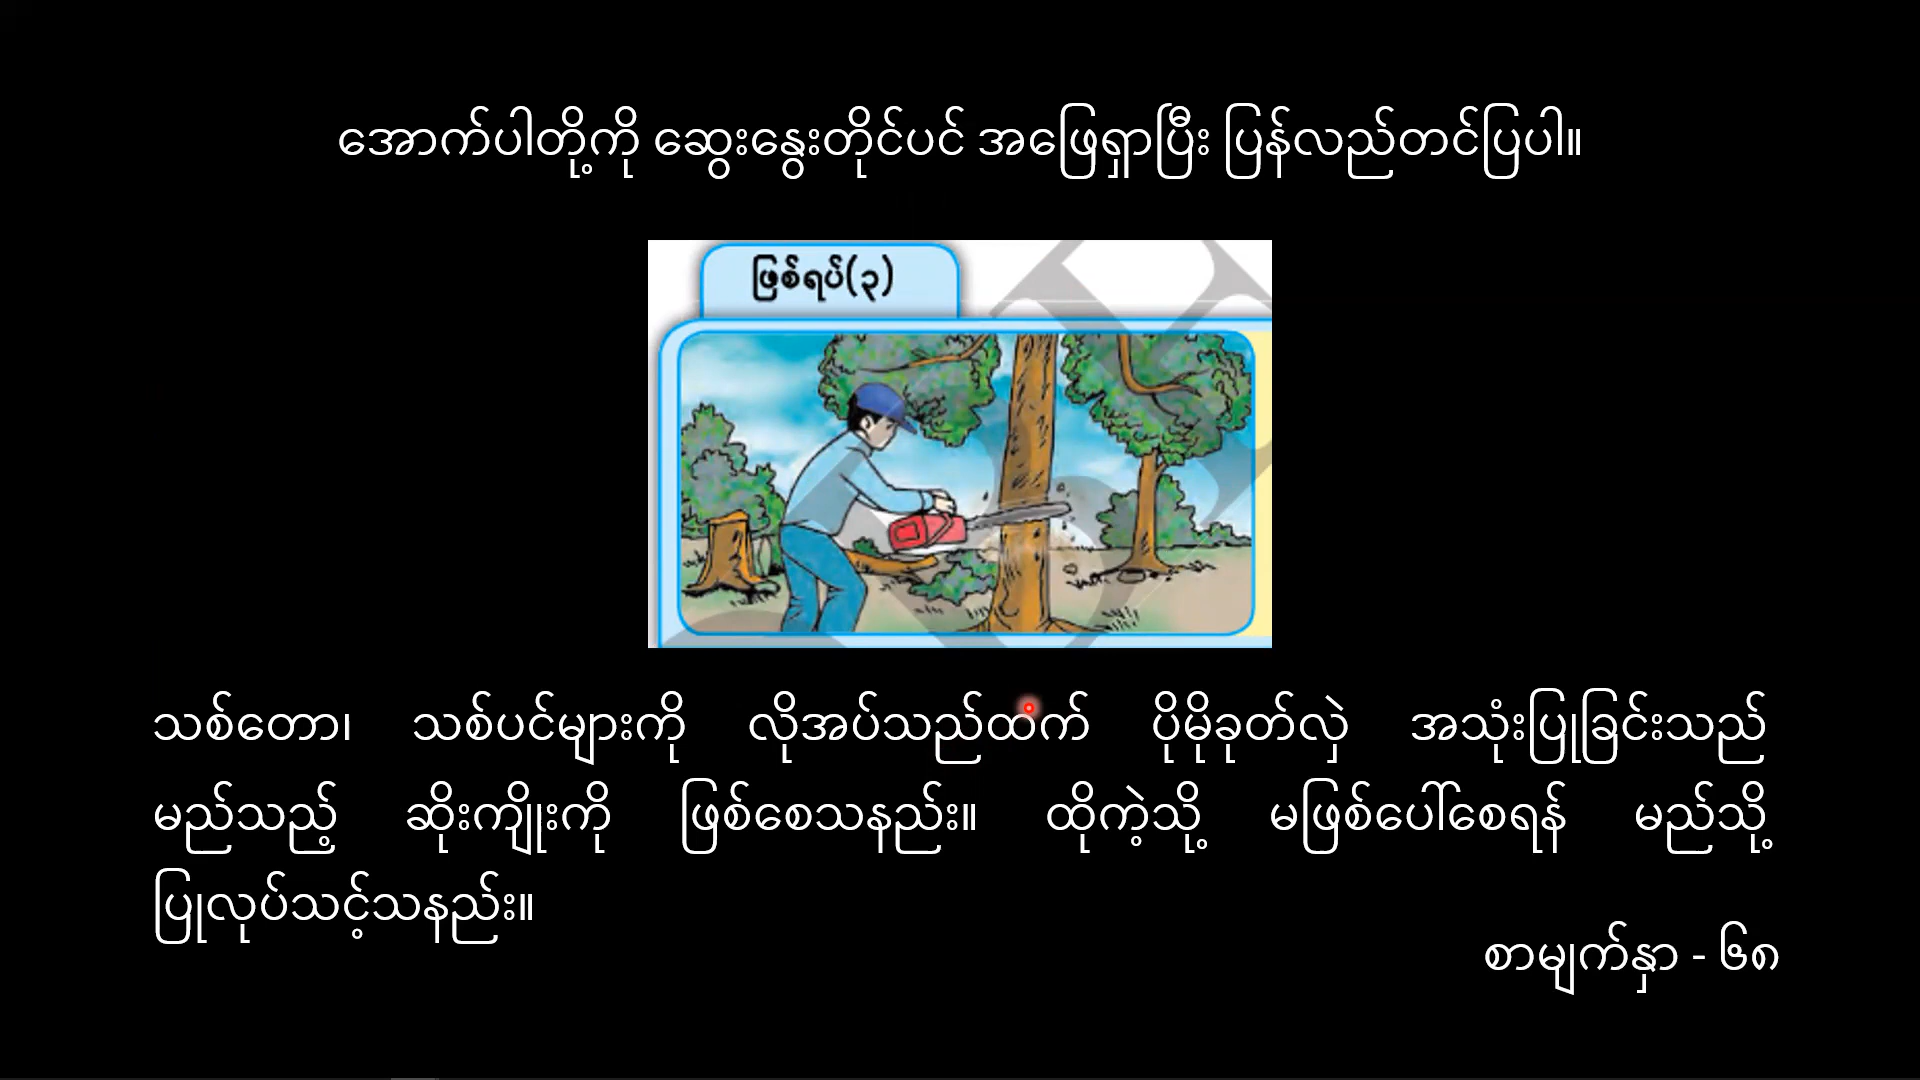 အောက်ပါတို့ကို ဆွေးနွေးတိုင်ပင် အဖြေရှာပြီး ပြန်လည်တင်ပြပါ။
ဖြစ်ရပ်(၃)
သစ်တော၊ သစ်ပင်များကို လိုအပ်သည်ထက် ပိုမိုခုတ်လှဲ အသုံးပြုခြင်းသည်
မည်သည့် ဆိုးကျိုးကို ဖြစ်စေသနည်း။ ထိုကဲ့သို့ မဖြစ်ပေါ်စေရန် မည်သို့
ပြုလုပ်သင့်သနည်း။
စာမျက်နှာ - ၆၈